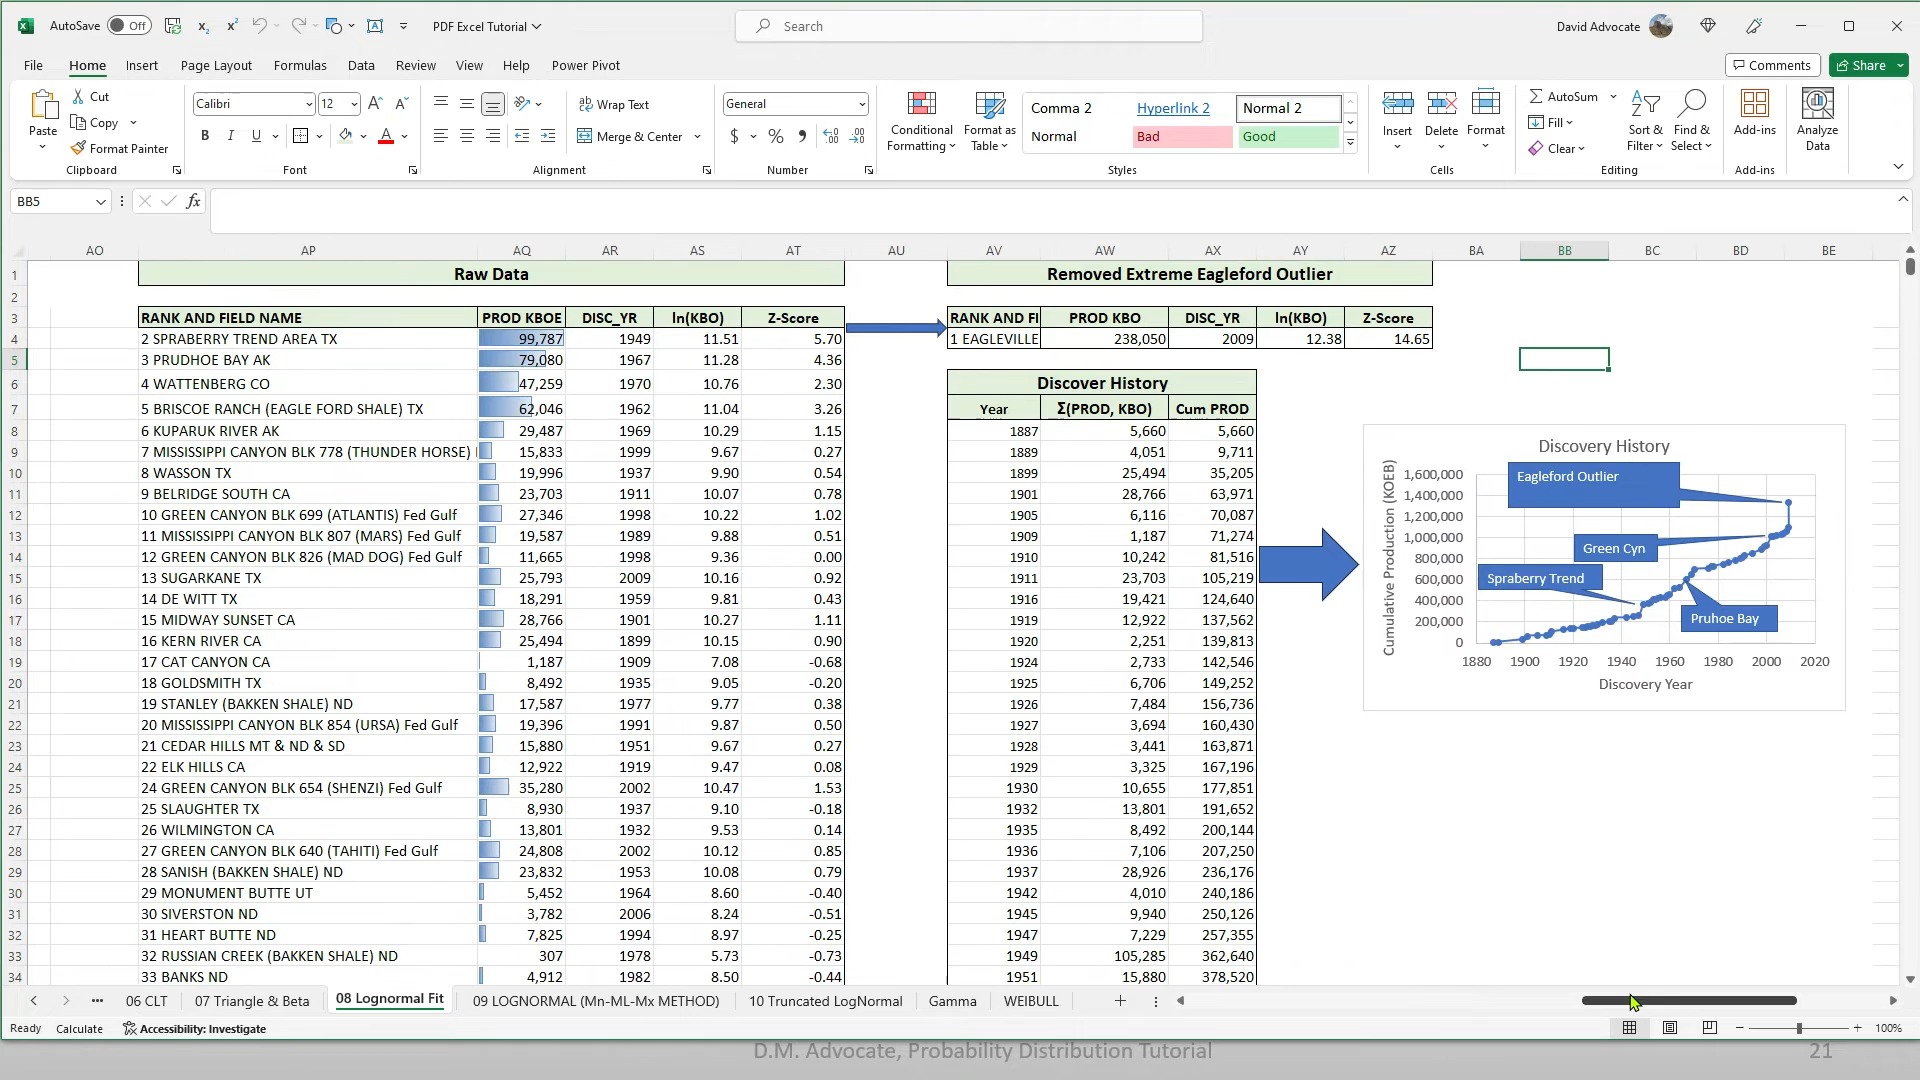 AutoSave Off PDF Excel Tutorial Search David Advocate
File Home Insert Page Layout Formulas Data Review View Help Power Pivot Comments Share
Paste Cut Copy Format Painter Clipboard
Calibri 12 B I U A Font
Wrap Text Merge & Center Alignment
General $ % Number
Conditional Formatting Format as Table
Comma 2 Hyperlink 2 Normal 2
Normal Bad Good
Styles
Insert Delete Format Cells
AutoSum Fill Clear Sort & Filter Find & Select Editing
Add-ins Add-ins
Analyze Data
BB5 fx
AO AP AQ AR AS AT AU AV AW AX AY AZ BA BB BC BD BE
1 Raw Data Removed Extreme Eagleford Outlier
2
3 RANK AND FIELD NAME PROD KBOE DISC_YR ln(KBO) Z-Score RANK AND FI PROD KBO DISC_YR ln(KBO) Z-Score
4 2 SPRABERRY TREND AREA TX 99,787 1949 11.51 5.70 1 EAGLEVILLE 238,050 2009 12.38 14.65
5 3 PRUDHOE BAY AK 79,080 1967 11.28 4.36
6 4 WATTENBERG CO 47,259 1970 10.76 2.30 Discover History
7 5 BRISCOE RANCH (EAGLE FORD SHALE) TX 62,046 1962 11.04 3.26 Year Σ(PROD, KBO) Cum PROD
8 6 KUPARUK RIVER AK 29,487 1969 10.29 1.15 1887 5,660 5,660
9 7 MISSISSIPPI CANYON BLK 778 (THUNDER HORSE) 15,833 1999 9.67 0.27 1889 4,051 9,711
10 8 WASSON TX 19,996 1937 9.90 0.54 1899 25,494 35,205
11 9 BELRIDGE SOUTH CA 23,703 1911 10.07 0.78 1901 28,766 63,971
12 10 GREEN CANYON BLK 699 (ATLANTIS) Fed Gulf 27,346 1998 10.22 1.02 1905 6,116 70,087
13 11 MISSISSIPPI CANYON BLK 807 (MARS) Fed Gulf 19,587 1989 9.88 0.51 1909 1,187 71,274
14 12 GREEN CANYON BLK 826 (MAD DOG) Fed Gulf 11,665 1998 9.36 0.00 1910 10,242 81,516
15 13 SUGARKANE TX 25,793 2009 10.16 0.92 1911 23,703 105,219
16 14 DE WITT TX 18,291 1959 9.81 0.43 1916 19,421 124,640
17 15 MIDWAY SUNSET CA 28,766 1901 10.27 1.11 1919 12,922 137,562
18 16 KERN RIVER CA 25,494 1899 10.15 0.90 1920 2,251 139,813
19 17 CAT CANYON CA 1,187 1909 7.08 -0.68 1924 2,733 142,546
20 18 GOLDSMITH TX 8,492 1935 9.05 -0.20 1925 6,706 149,252
21 19 STANLEY (BAKKEN SHALE) ND 17,587 1977 9.77 0.38 1926 7,484 156,736
22 20 MISSISSIPPI CANYON BLK 854 (URSA) Fed Gulf 19,396 1991 9.87 0.50 1927 3,694 160,430
23 21 CEDAR HILLS MT & ND & SD 15,880 1951 9.67 0.27 1928 3,441 163,871
24 22 ELK HILLS CA 12,922 1919 9.47 0.08 1929 3,325 167,196
25 24 GREEN CANYON BLK 654 (SHENZI) Fed Gulf 35,280 2002 10.47 1.53 1930 10,655 177,851
26 25 SLAUGHTER TX 8,930 1937 9.10 -0.18 1932 13,801 191,652
27 26 WILMINGTON CA 13,801 1932 9.53 0.14 1935 8,492 200,144
28 27 GREEN CANYON BLK 640 (TAHITI) Fed Gulf 24,808 2002 10.12 0.85 1936 7,106 207,250
29 28 SANISH (BAKKEN SHALE) ND 23,832 1953 10.08 0.79 1937 28,926 236,176
30 29 MONUMENT BUTTE UT 5,452 1964 8.60 -0.40 1942 4,010 240,186
31 30 SIVERSTON ND 3,782 2006 8.24 -0.51 1945 9,940 250,126
32 31 HEART BUTTE ND 7,825 1994 8.97 -0.25 1947 7,229 257,355
33 32 RUSSIAN CREEK (BAKKEN SHALE) ND 307 1978 5.73 -0.73 1949 105,285 362,640
34 33 BANKS ND 4,912 1982 8.50 -0.44 1951 15,880 378,520
Discovery History
Cumulative Production (KOEB)
1,600,000
1,400,000
1,200,000
1,000,000
800,000
600,000
400,000
200,000
0
Eagleford Outlier
Green Cyn
Spraberry Trend
Pruhoe Bay
1880 1900 1920 1940 1960 1980 2000 2020
Discovery Year
06 CLT 07 Triangle & Beta 08 Lognormal Fit 09 LOGNORMAL (Mn-ML-Mx METHOD) 10 Truncated LogNormal Gamma WEIBULL
Ready Calculate Accessibility: Investigate 100%
D.M. Advocate, Probability Distribution Tutorial 21